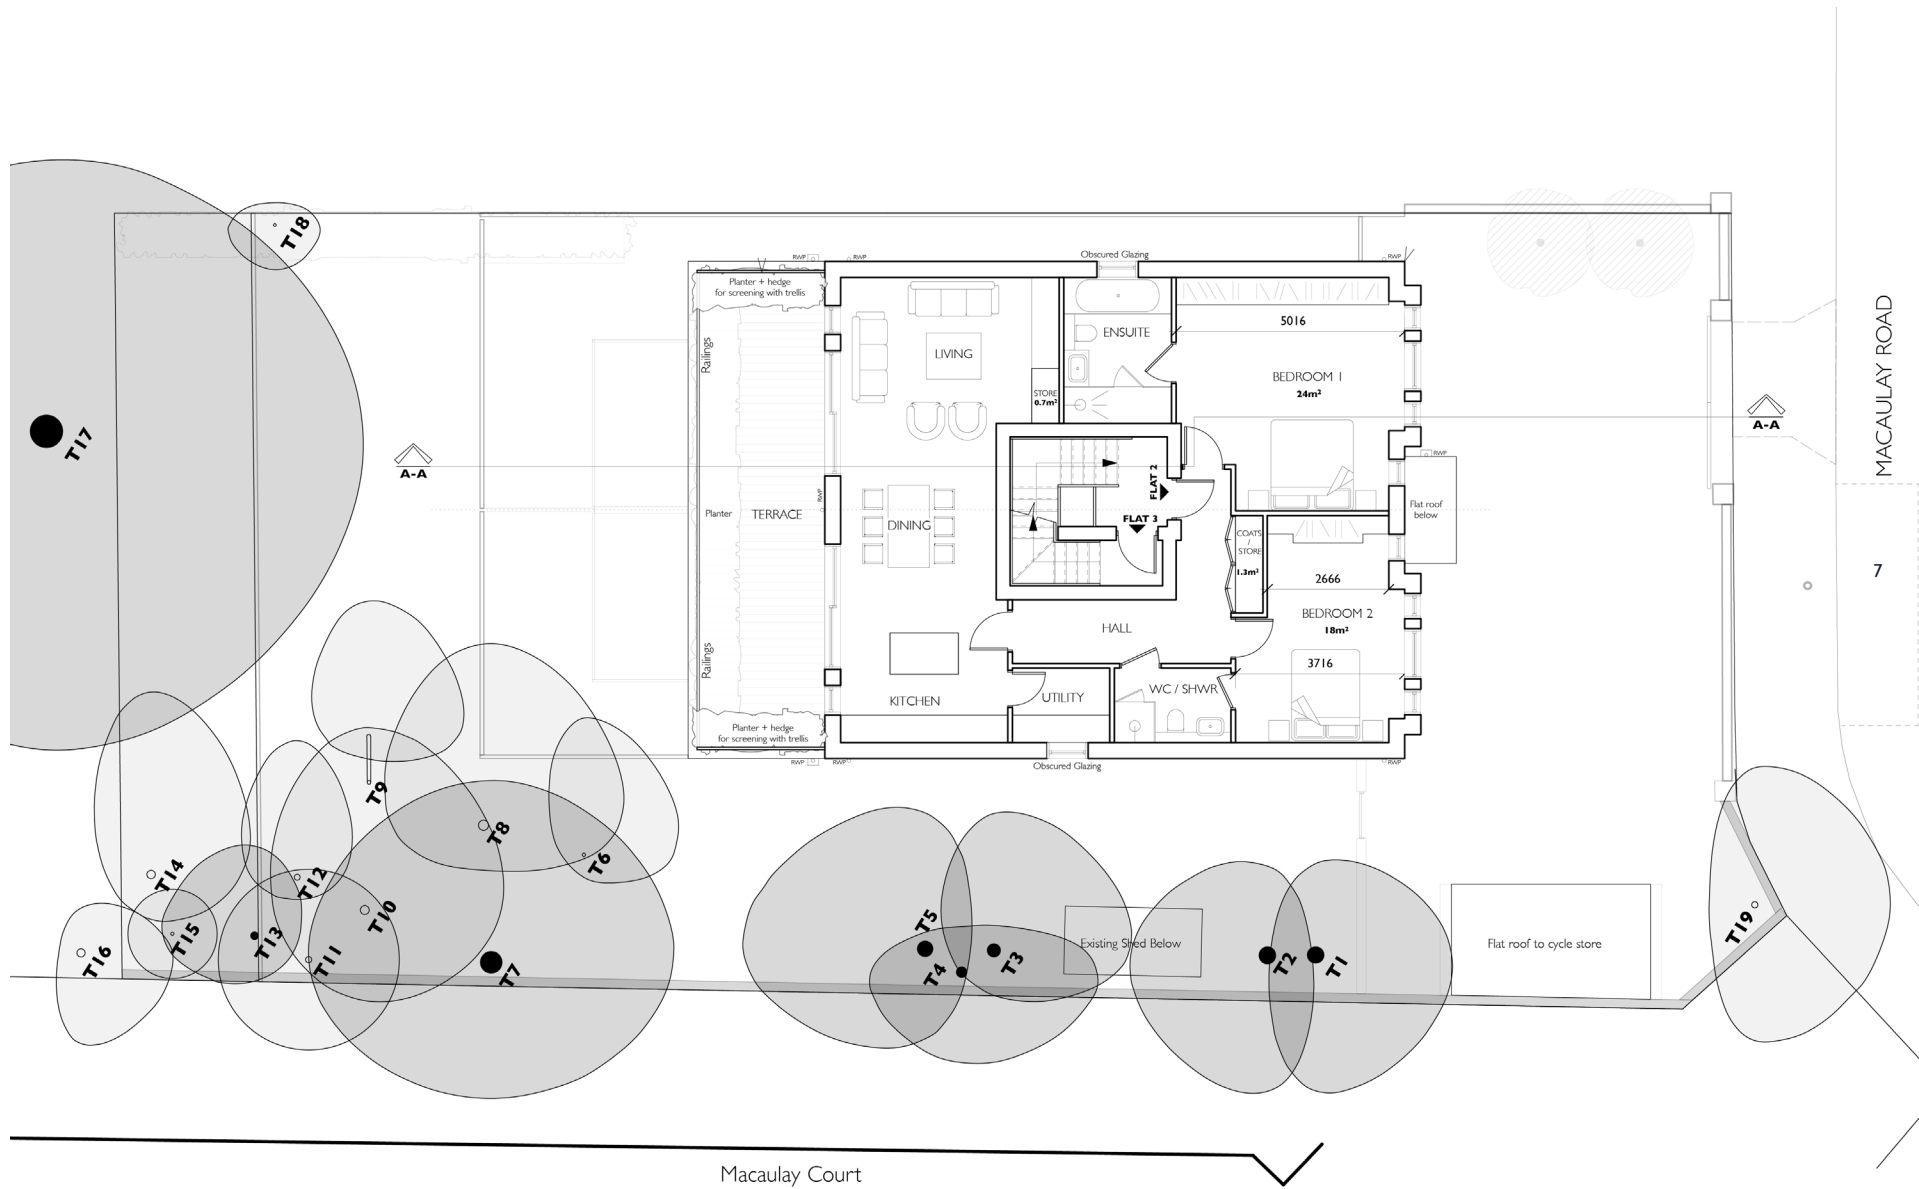 T18
Obscured Glazing
RWP
RWP
RWP
Planter + hedge
for screening with trellis
MACAULAY ROAD
5016
ENSUITE
Railings
LIVING
BEDROOM 1
24m²
STORE
0.7m²
A-A
T17
A-A
RWP
FLAT 2
RWP
Flat roof
below
Planter
TERRACE
DINING
FLAT 3
COATS
/
STORE
1.3m²
7
2666
BEDROOM 2
18m²
HALL
Railings
3716
KITCHEN
UTILITY
WC / SHWR
Planter + hedge
for screening with trellis
RWP
RWP
Obscured Glazing
RWP
T9
T8
T6
T14
T12
T10
T5
T19
T15
T13
Existing Shed Below
Flat roof to cycle store
T16
T11
T7
T4
T3
T2
T1
Macaulay Court